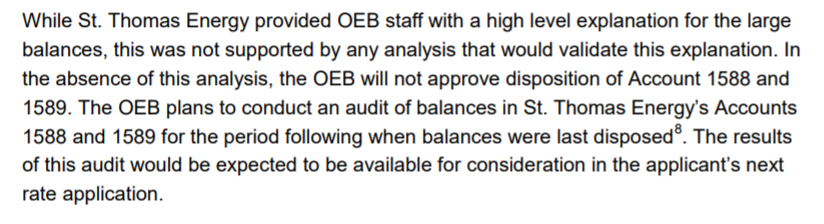 While St. Thomas Energy provided OEB staff with a high level explanation for the large
balances, this was not supported by any analysis that would validate this explanation. In
the absence of this analysis, the OEB will not approve disposition of Account 1588 and
1589. The OEB plans to conduct an audit of balances in St. Thomas Energy's Accounts
1588 and 1589 for the period following when balances were last disposed⁸. The results
of this audit would be expected to be available for consideration in the applicant's next
rate application.